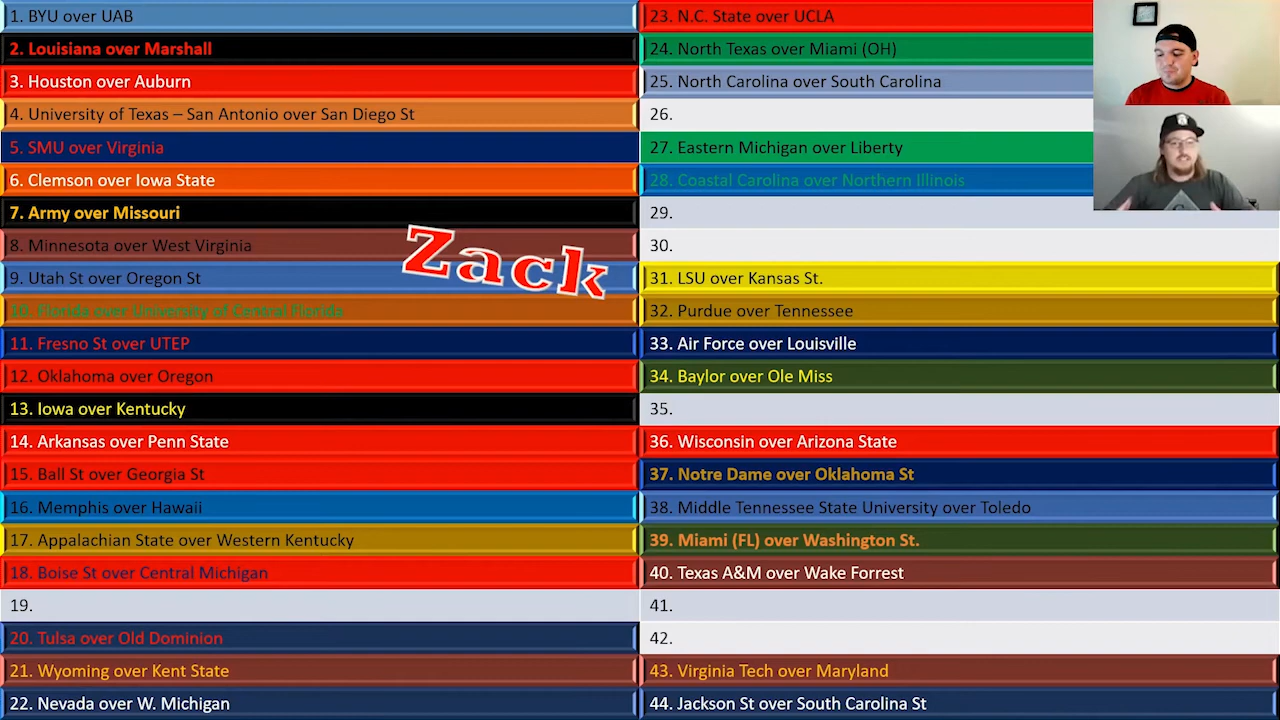 1. BYU over UAB
2. Louisiana over Marshall
3. Houston over Auburn
4. University of Texas – San Antonio over San Diego St
5. SMU over Virginia
6. Clemson over Iowa State
7. Army over Missouri
8. Minnesota over West Virginia
9. Utah St over Oregon St
10. Florida over University of Central Florida
11. Fresno St over UTEP
12. Oklahoma over Oregon
13. Iowa over Kentucky
14. Arkansas over Penn State
15. Ball St over Georgia St
16. Memphis over Hawaii
17. Appalachian State over Western Kentucky
18. Boise St over Central Michigan
19.
20. Tulsa over Old Dominion
21. Wyoming over Kent State
22. Nevada over W. Michigan
Zack
23. N.C. State over UCLA
24. North Texas over Miami (OH)
25. North Carolina over South Carolina
26.
27. Eastern Michigan over Liberty
28. Coastal Carolina over Northern Illinois
29.
30.
31. LSU over Kansas St.
32. Purdue over Tennessee
33. Air Force over Louisville
34. Baylor over Ole Miss
35.
36. Wisconsin over Arizona State
37. Notre Dame over Oklahoma St
38. Middle Tennessee State University over Toledo
39. Miami (FL) over Washington St.
40. Texas A&M over Wake Forrest
41.
42.
43. Virginia Tech over Maryland
44. Jackson St over South Carolina St